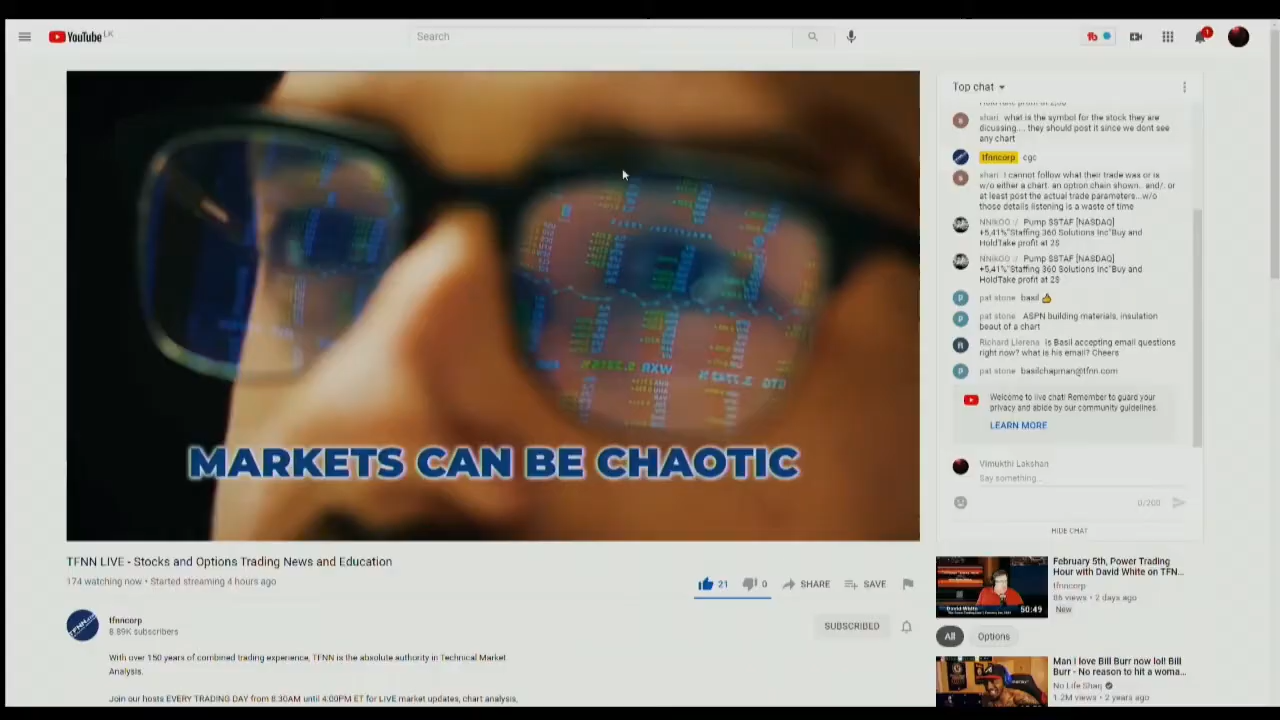 YouTube LK
Search
1
Top chat
shari what is the symbol for the stock they are
dicussing.... they should post it since we dont see
any chart
tfnncorp cgc
shari I cannot follow what their trade was or is
w/o either a chart. an option chain shown.. and/. or
at least post the actual trade parameters...w/o
those details listening is a waste of time
NNikOO :/ Pump $STAF [NASDAQ]
+5,41%"Staffing 360 Solutions Inc"Buy and
HoldTake profit at 2$
NNikOO :/ Pump $STAF [NASDAQ]
+5,41%"Staffing 360 Solutions Inc"Buy and
HoldTake profit at 2$
pat stone basil 👍
pat stone ASPN building materials, insulation
beaut of a chart
Richard Llerena is Basil accepting email questions
right now? what is his email? Cheers
pat stone basilchapman@tfnn.com
Welcome to live chat! Remember to guard your
privacy and abide by our community guidelines.
LEARN MORE
Vimukthi Lakshan
Say something...
0/200
HIDE CHAT
MARKETS CAN BE CHAOTIC
TFNN LIVE - Stocks and Options Trading News and Education
174 watching now • Started streaming 4 hours ago
21 0 SHARE SAVE
tfnncorp
8.89K subscribers
SUBSCRIBED
With over 150 years of combined trading experience, TFNN is the absolute authority in Technical Market
Analysis.
Join our hosts EVERY TRADING DAY from 8:30AM until 4:00PM ET for LIVE market updates, chart analysis,
February 5th, Power Trading
Hour with David White on TFN...
tfnncorp
86 views • 2 days ago
New
David White
50:49
All Options
Man I love Bill Burr now lol! Bill
Burr - No reason to hit a woma...
No Life Shaq
1.2M views • 2 years ago